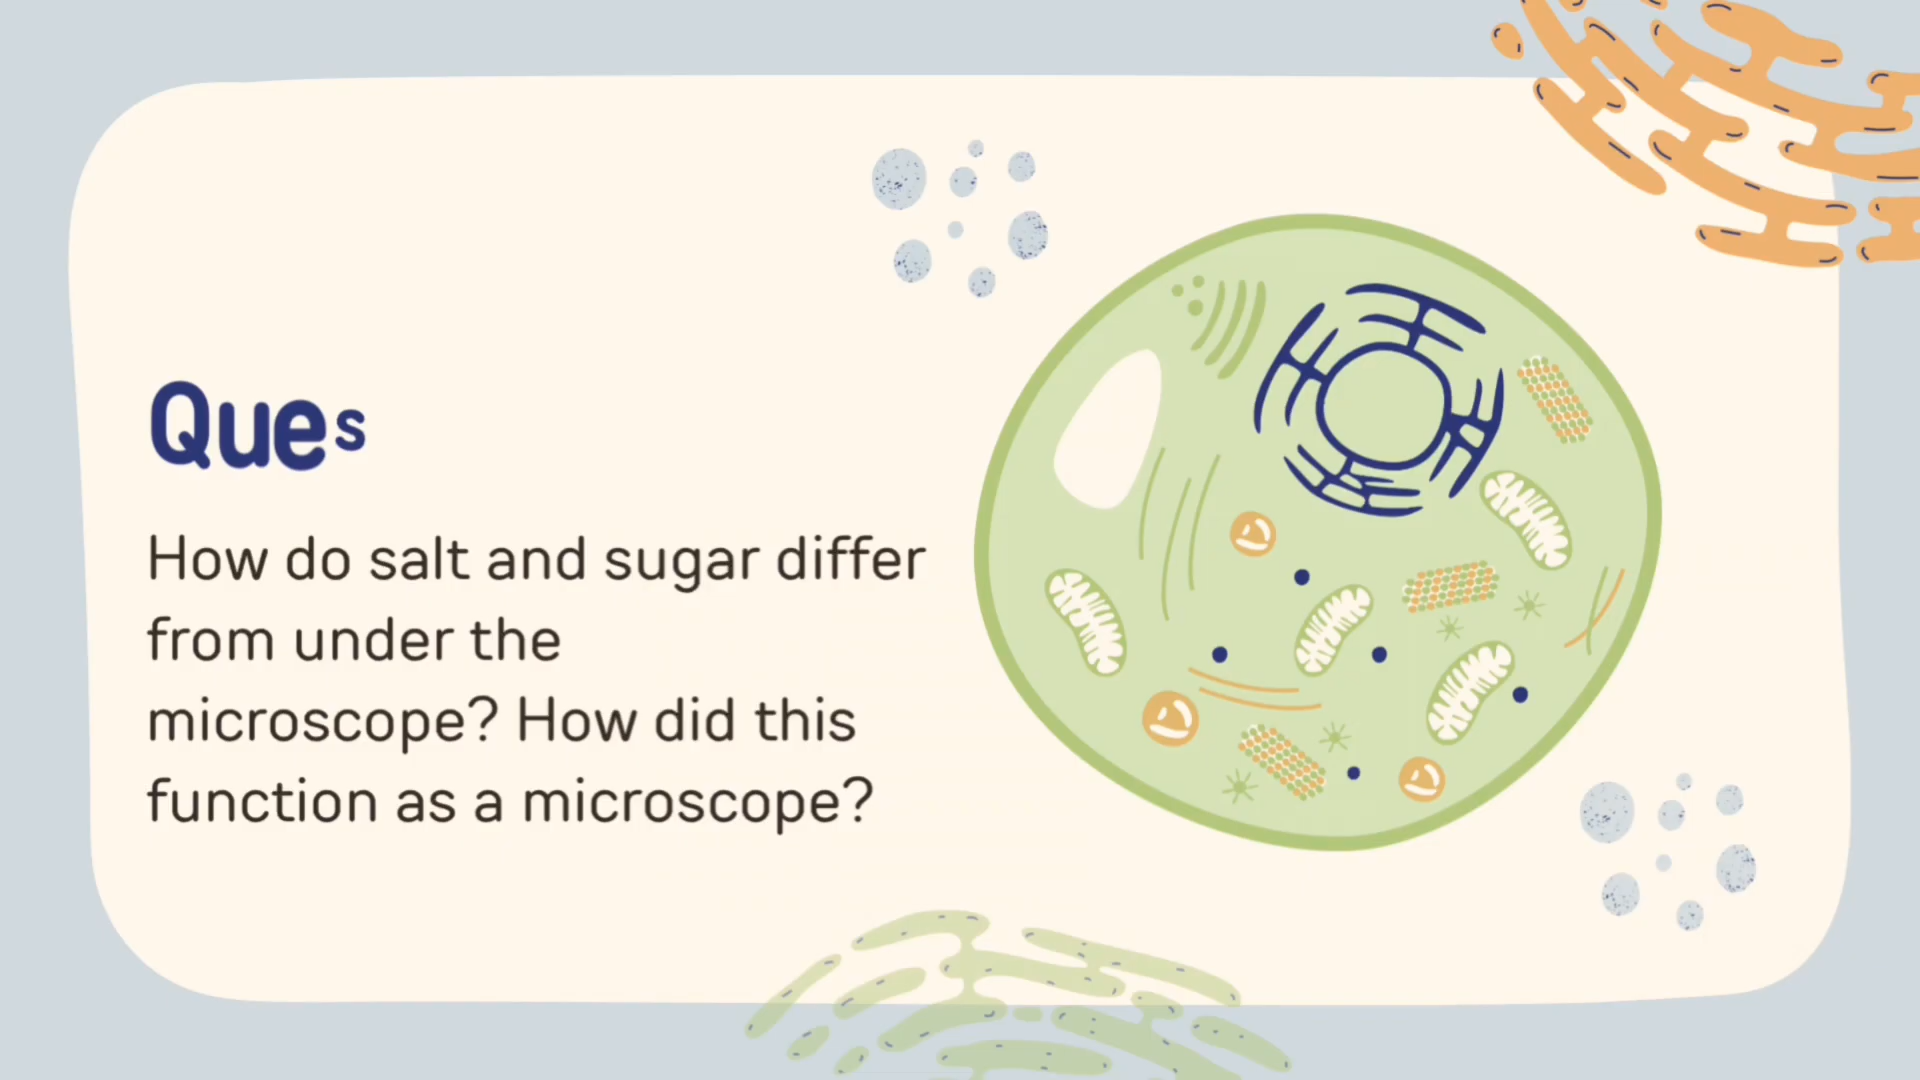 Ques
How do salt and sugar differ
from under the
microscope? How did this
function as a microscope?